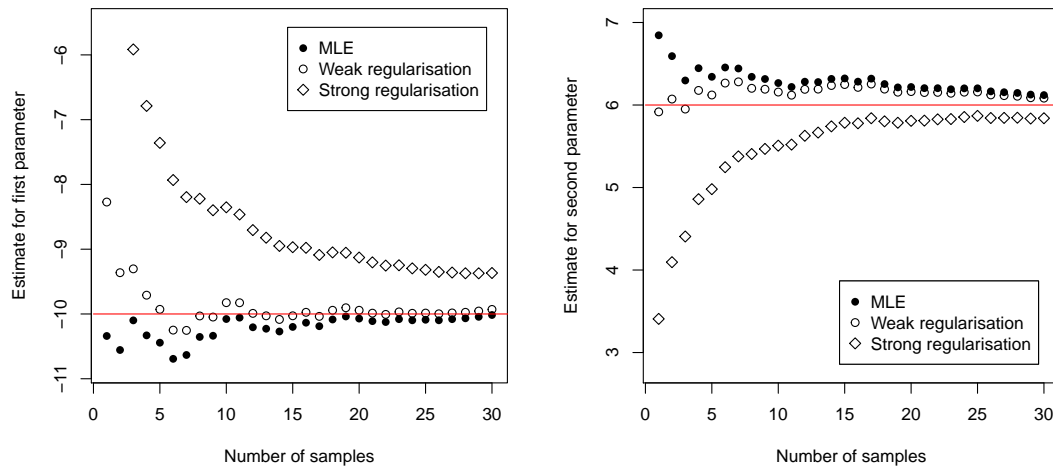 MLE
Weak regularisation
Strong regularisation
Estimate for first parameter
−6
−7
−8
−9
−10
−11
0
5
10
15
20
25
30
Number of samples
MLE
Weak regularisation
Strong regularisation
Estimate for second parameter
7
6
5
4
3
0
5
10
15
20
25
30
Number of samples